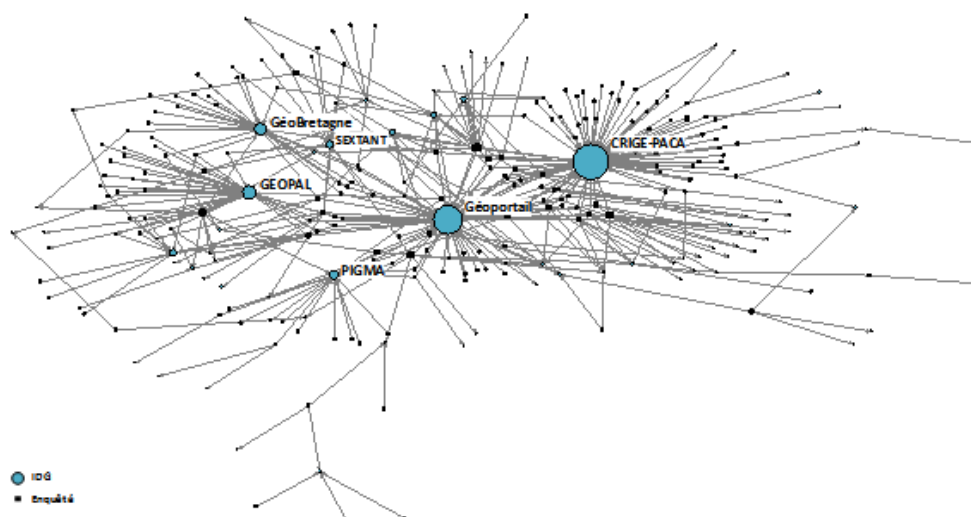 GéoBretagne
SEXTANT
CRIGE-PACA
GEOPAL
Géoportail
PIGMA
IDG
Enquêté